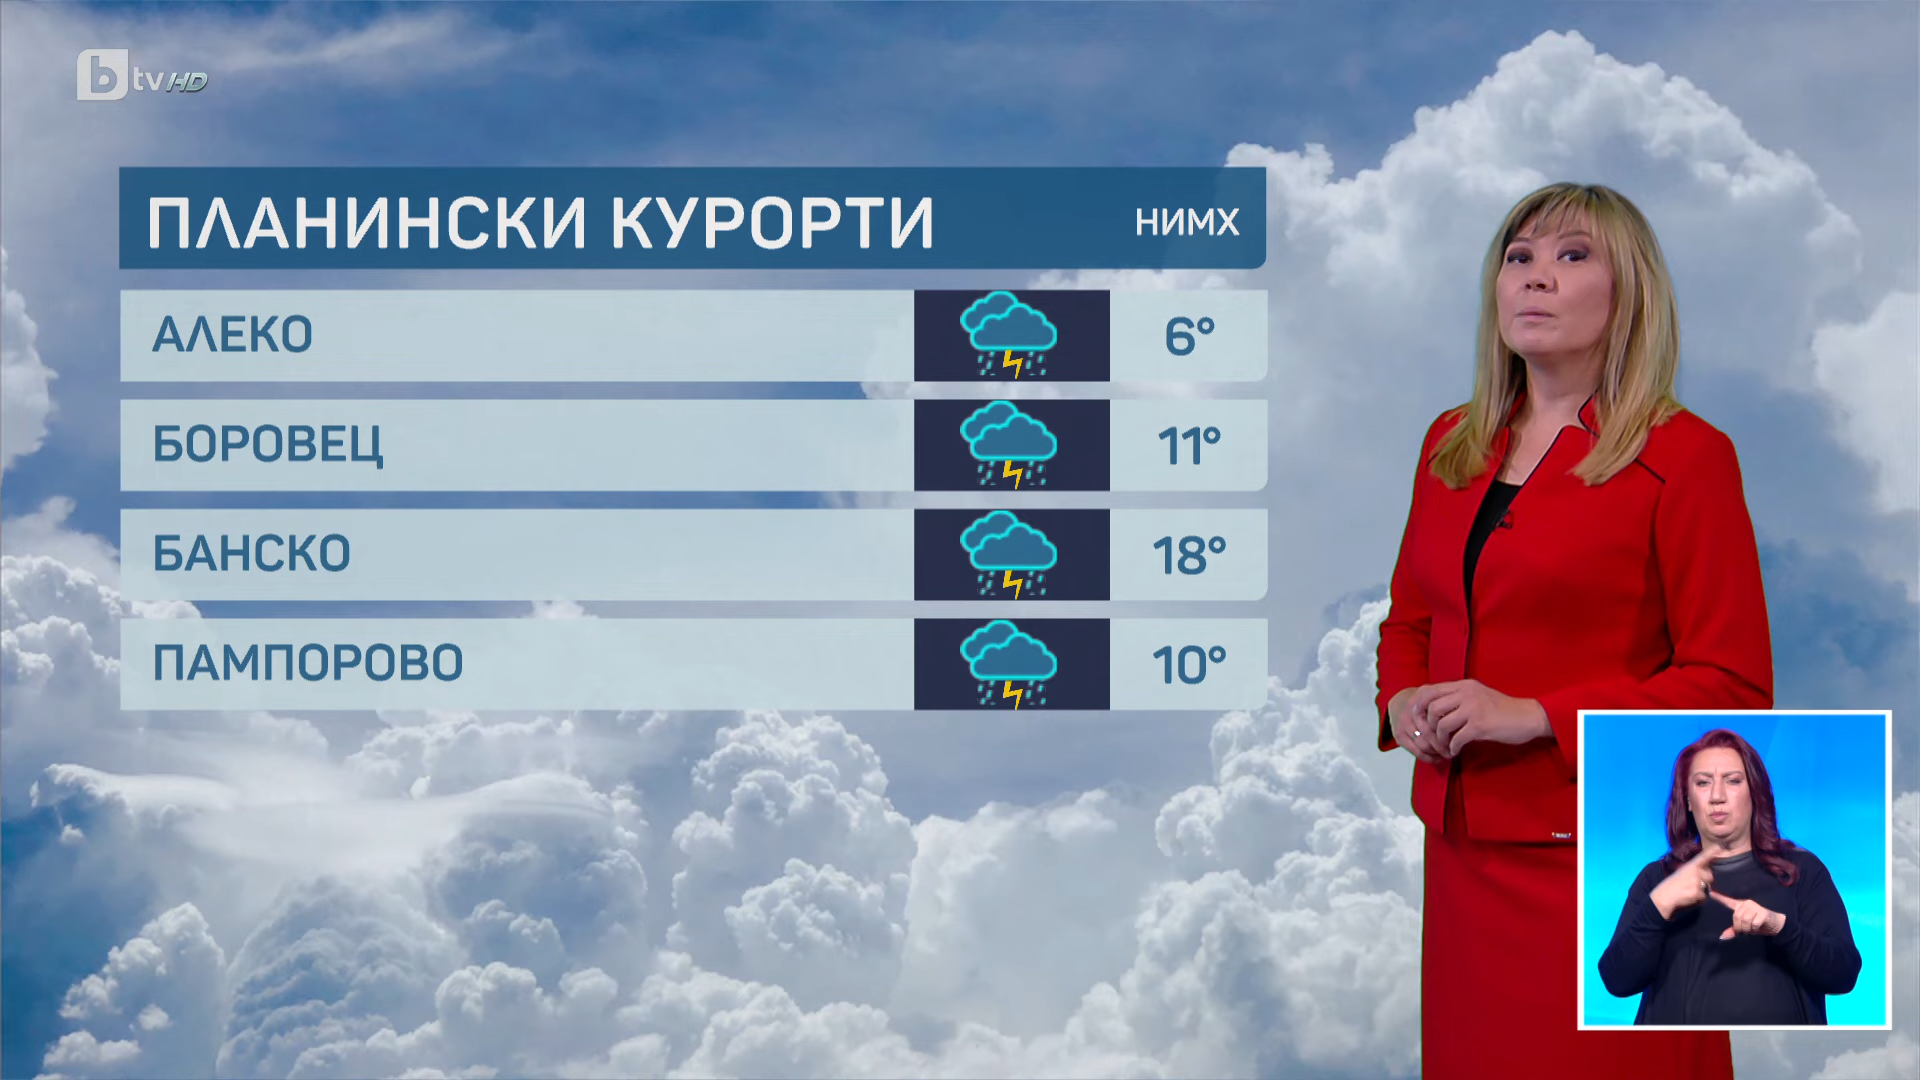 btv HD
ПЛАНИНСКИ КУРОРТИ НИМХ
АЛЕКО 6°
БОРОВЕЦ 11°
БАНСКО 18°
ПАМПОРОВО 10°